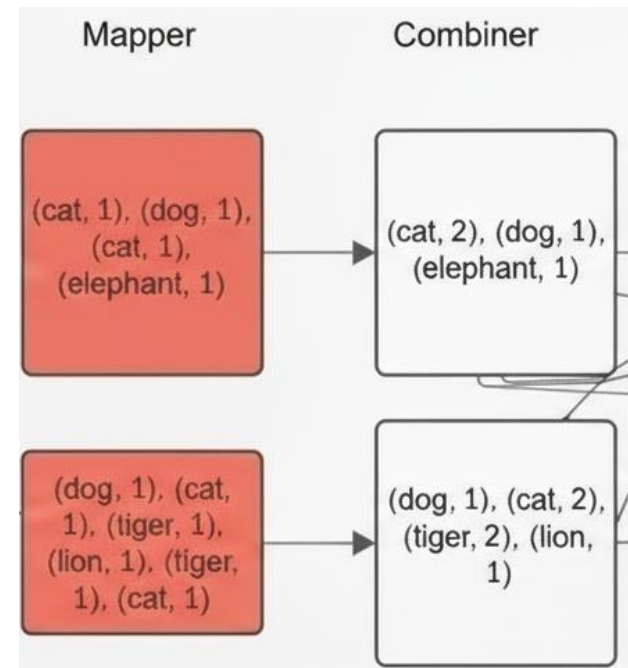 Mapper
Combiner
(cat, 1), (dog, 1),
(cat, 1),
(elephant, 1)
(cat, 2), (dog, 1),
(elephant, 1)
(dog, 1), (cat,
1), (tiger, 1),
(lion, 1), (tiger,
1), (cat, 1)
(dog, 1), (cat, 2),
(tiger, 2), (lion,
1)